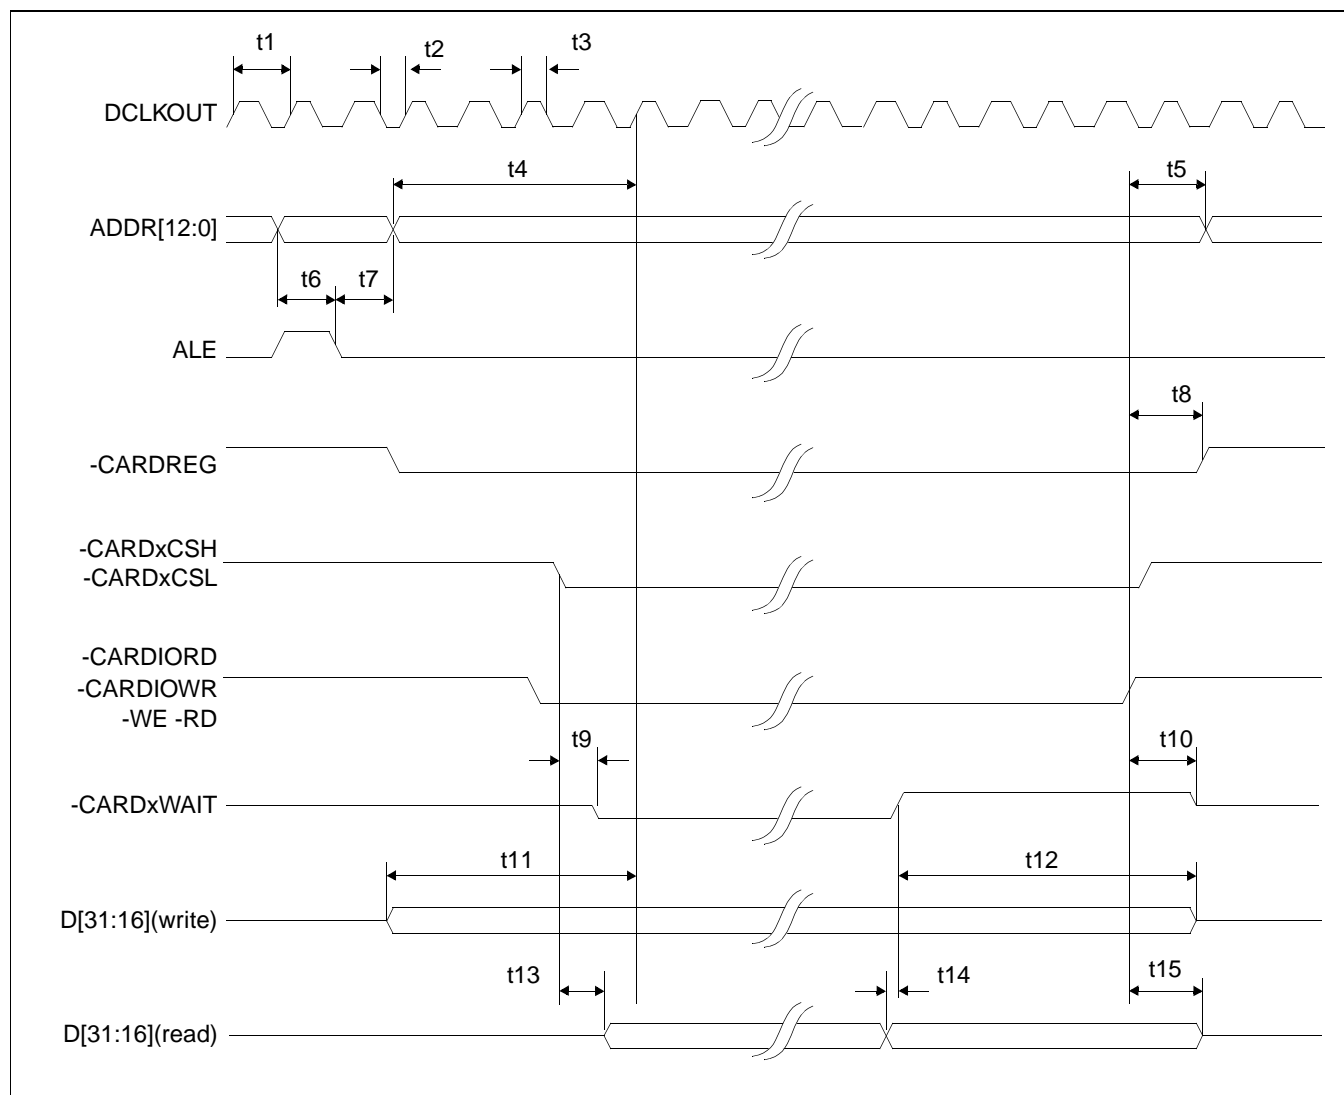 t1
t2
t3
DCLKOUT
t4
t5
ADDR[12:0]
t6
t7
ALE
t8
-CARDREG
-CARDxCSH
-CARDxCSL
-CARDIORD
-CARDIOWR
-WE -RD
t9
t10
-CARDxWAIT
t11
t12
D[31:16](write)
t13
t14
t15
D[31:16](read)